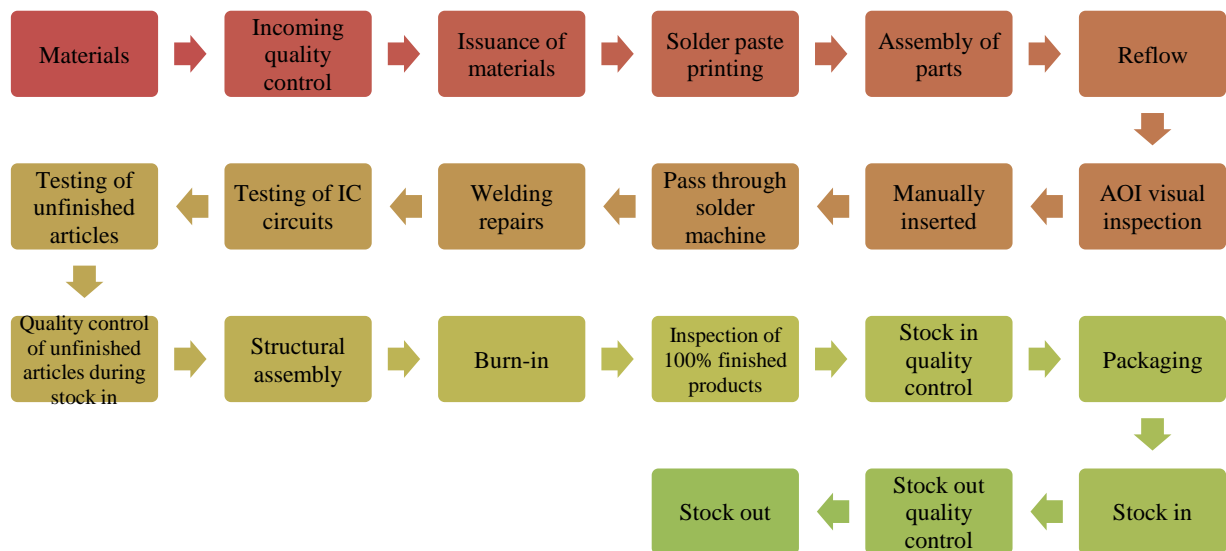 Materials
Incoming
quality
control
Issuance of
materials
Solder paste
printing
Assembly of
parts
Reflow
AOI visual
inspection
Manually
inserted
Pass through
solder
machine
Welding
repairs
Testing of IC
circuits
Testing of
unfinished
articles
Quality control
of unfinished
articles during
stock in
Structural
assembly
Burn-in
Inspection of
100% finished
products
Stock in
quality
control
Packaging
Stock in
Stock out
quality
control
Stock out